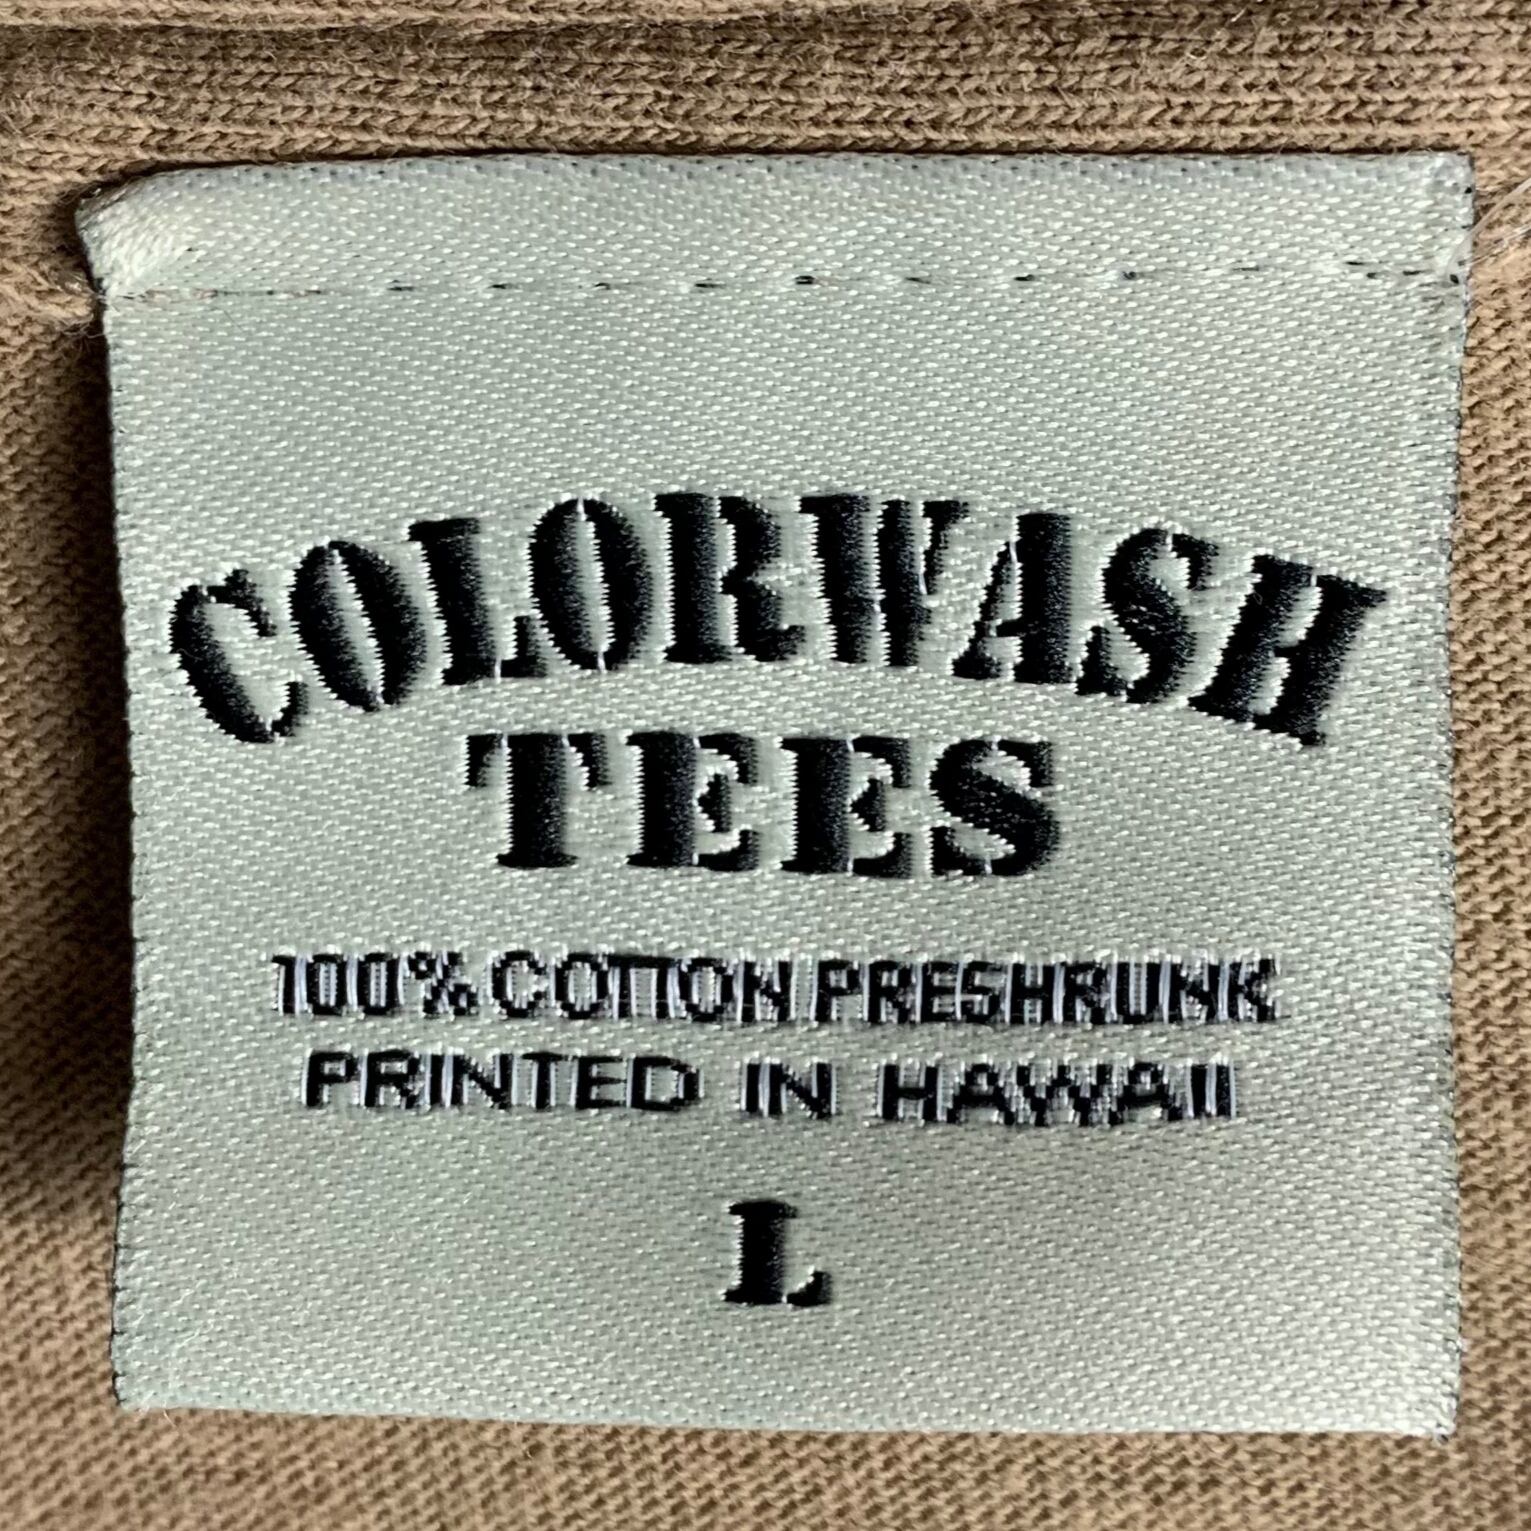 COLORWASH
TEES
100% COTTON PRESHRUNK
PRINTED IN HAWAII
L